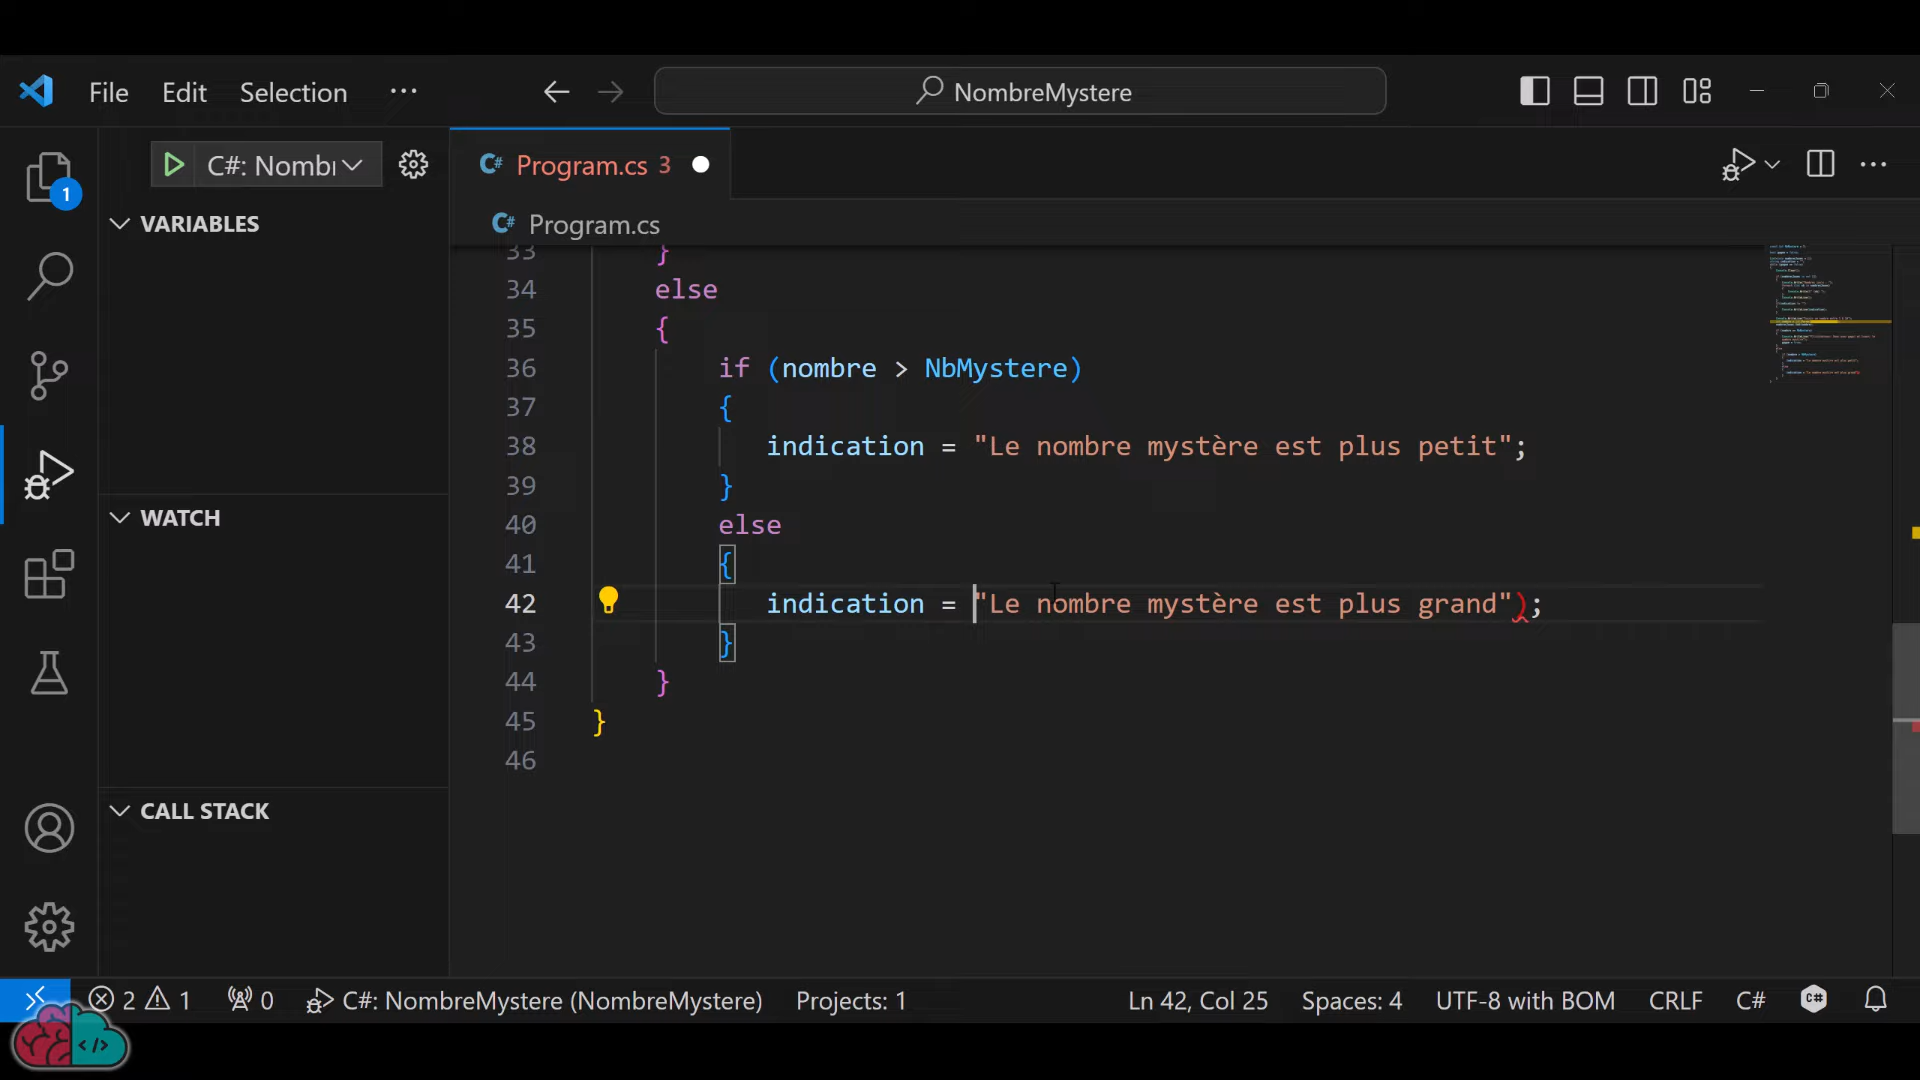 File Edit Selection ··· NombreMystere
C#: Nombr
C# Program.cs 3
VARIABLES
C# Program.cs
33 }
34 else
35 {
36 if (nombre > NbMystere)
37 {
38 indication = "Le nombre mystère est plus petit";
39 }
40 else
41 {
42 indication = "Le nombre mystère est plus grand");
43 }
44 }
45 }
46
1
WATCH
CALL STACK
2 1 0 C#: NombreMystere (NombreMystere) Projects: 1 Ln 42, Col 25 Spaces: 4 UTF-8 with BOM CRLF C#